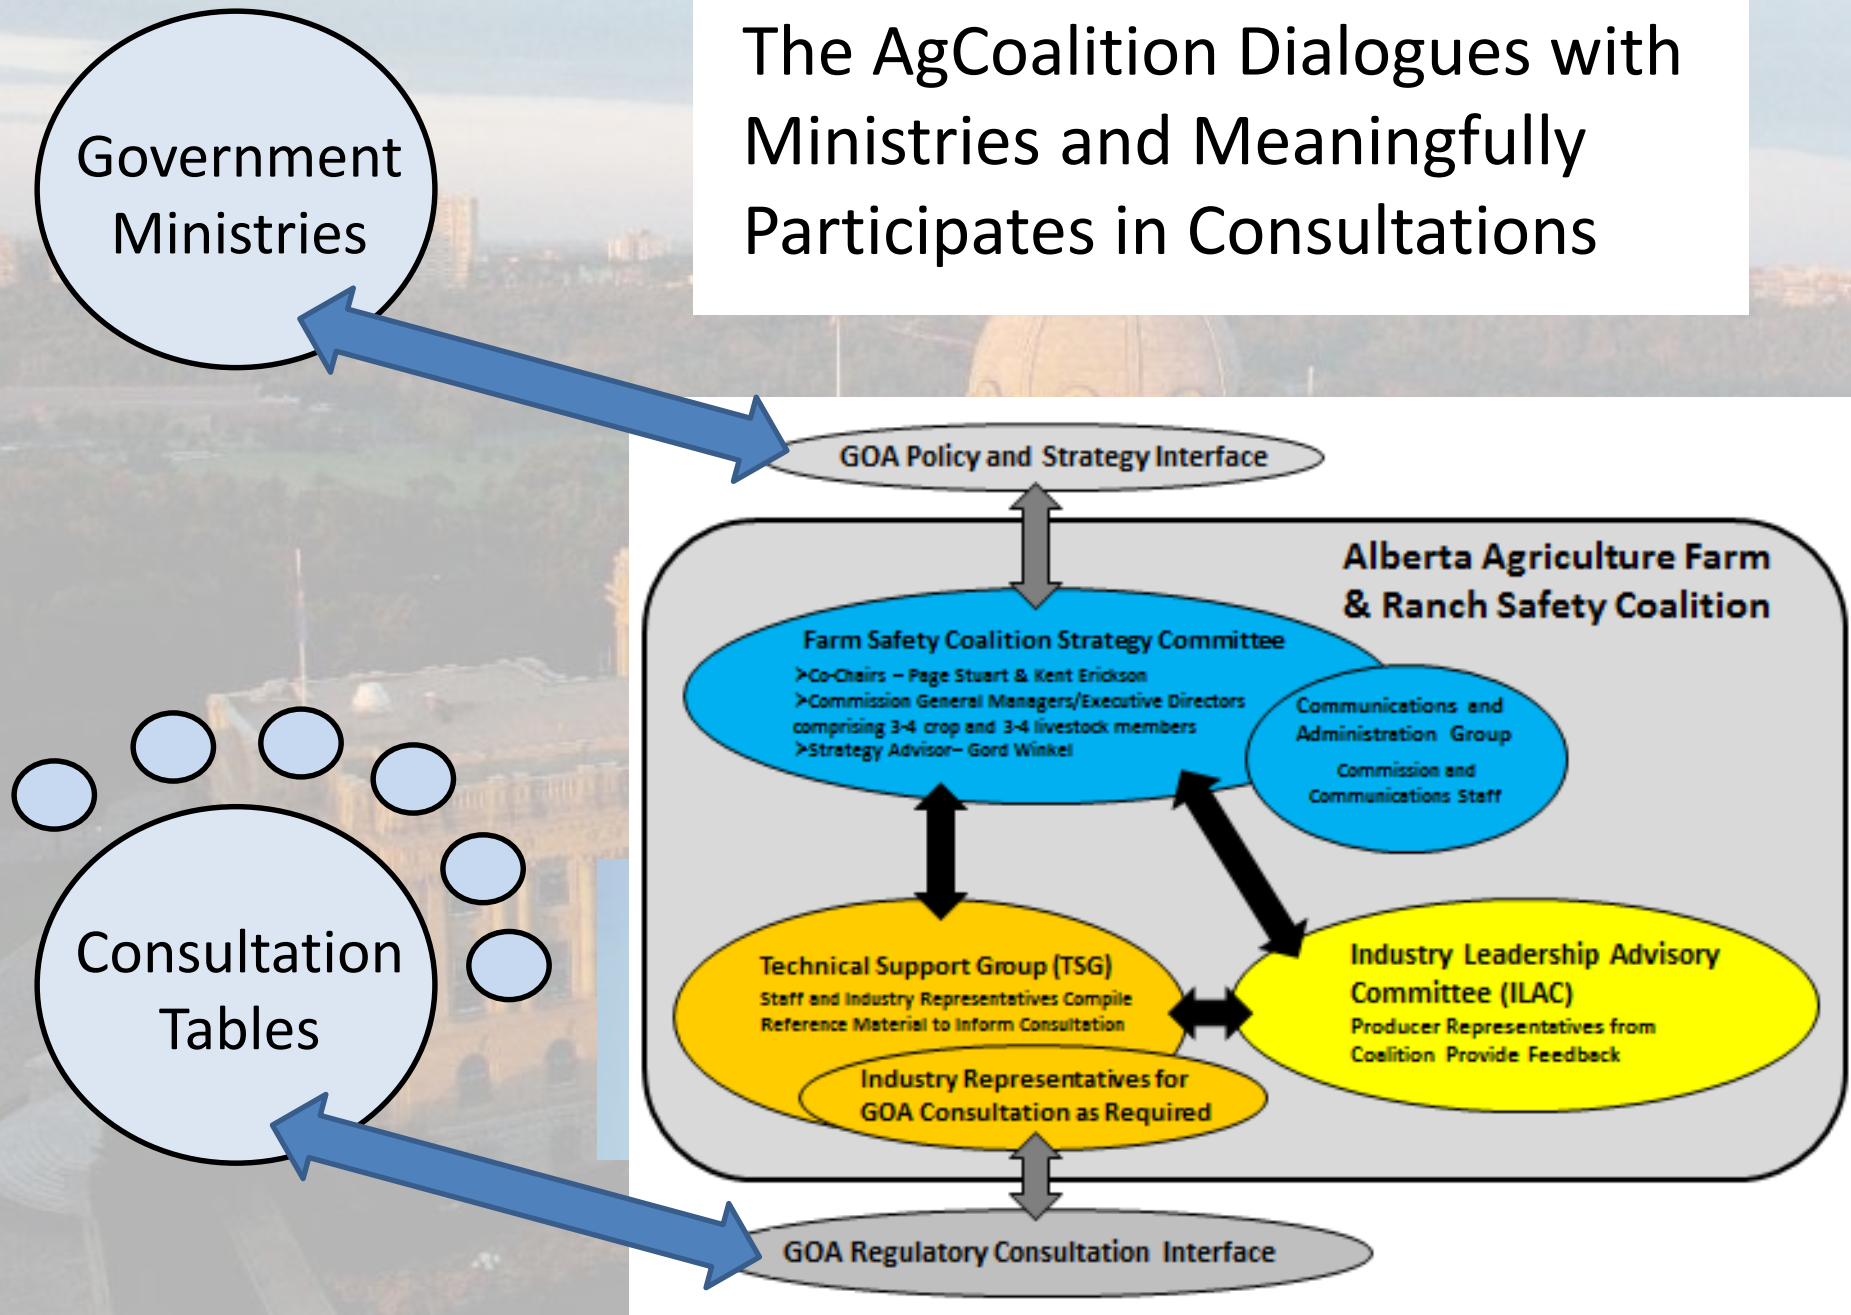 The AgCoalition Dialogues with
Ministries and Meaningfully
Participates in Consultations
Government
Ministries
GOA Policy and Strategy Interface
Alberta Agriculture Farm
& Ranch Safety Coalition
Farm Safety Coalition Strategy Committee
➢Co-Chairs – Page Stuart & Kent Erickson
➢Commission General Managers/Executive Directors
comprising 3-4 crop and 3-4 livestock members
➢Strategy Advisor– Gord Winkel
Communications and
Administration Group
Commission and
Communications Staff
Consultation
Tables
Technical Support Group (TSG)
Staff and Industry Representatives Compile
Reference Material to Inform Consultation
Industry Representatives for
GOA Consultation as Required
Industry Leadership Advisory
Committee (ILAC)
Producer Representatives from
Coalition Provide Feedback
GOA Regulatory Consultation Interface